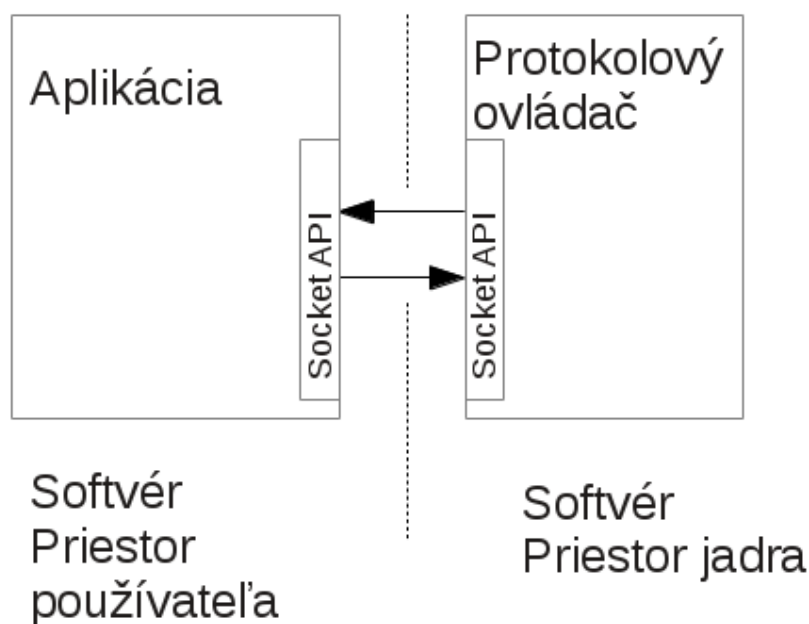 Aplikácia
Protokolový
ovládač
Socket API
Socket API
Softvér
Priestor
používateľa
Softvér
Priestor jadra